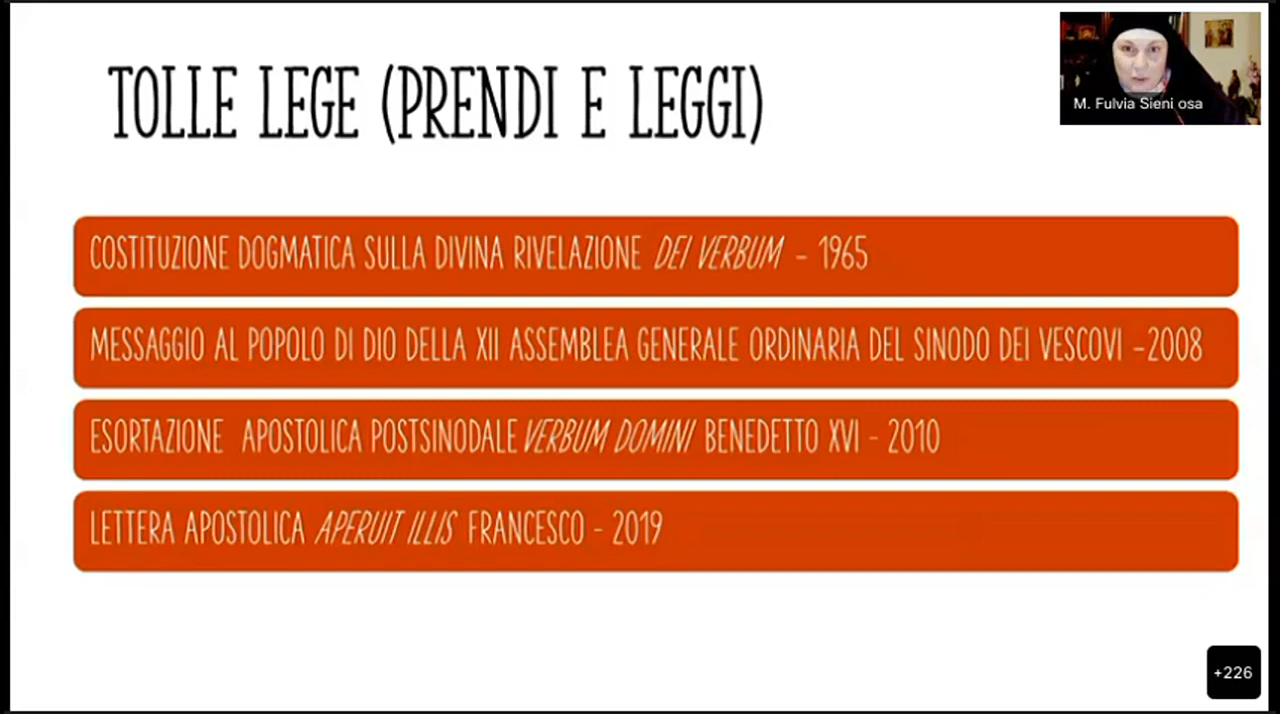 TOLLE LEGE (PRENDI E LEGGI)
M. Fulvia Sieni osa
COSTITUZIONE DOGMATICA SULLA DIVINA RIVELAZIONE DEI VERBUM - 1965
MESSAGGIO AL POPOLO DI DIO DELLA XII ASSEMBLEA GENERALE ORDINARIA DEL SINODO DEI VESCOVI -2008
ESORTAZIONE APOSTOLICA POSTSINODALE VERBUM DOMINI BENEDETTO XVI - 2010
LETTERA APOSTOLICA APERUIT ILLIS FRANCESCO - 2019
+226